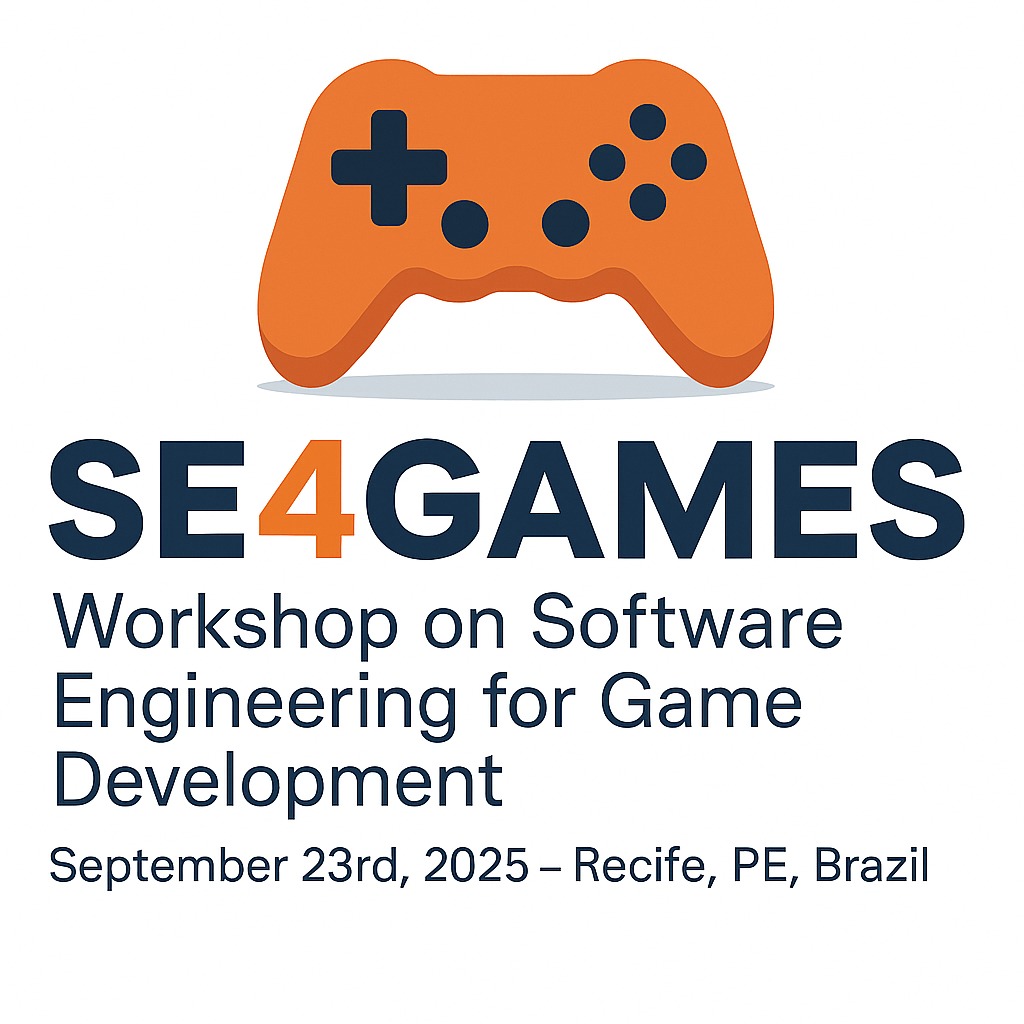 SE4GAMES
Workshop on Software
Engineering for Game
Development
September 23rd, 2025 – Recife, PE, Brazil